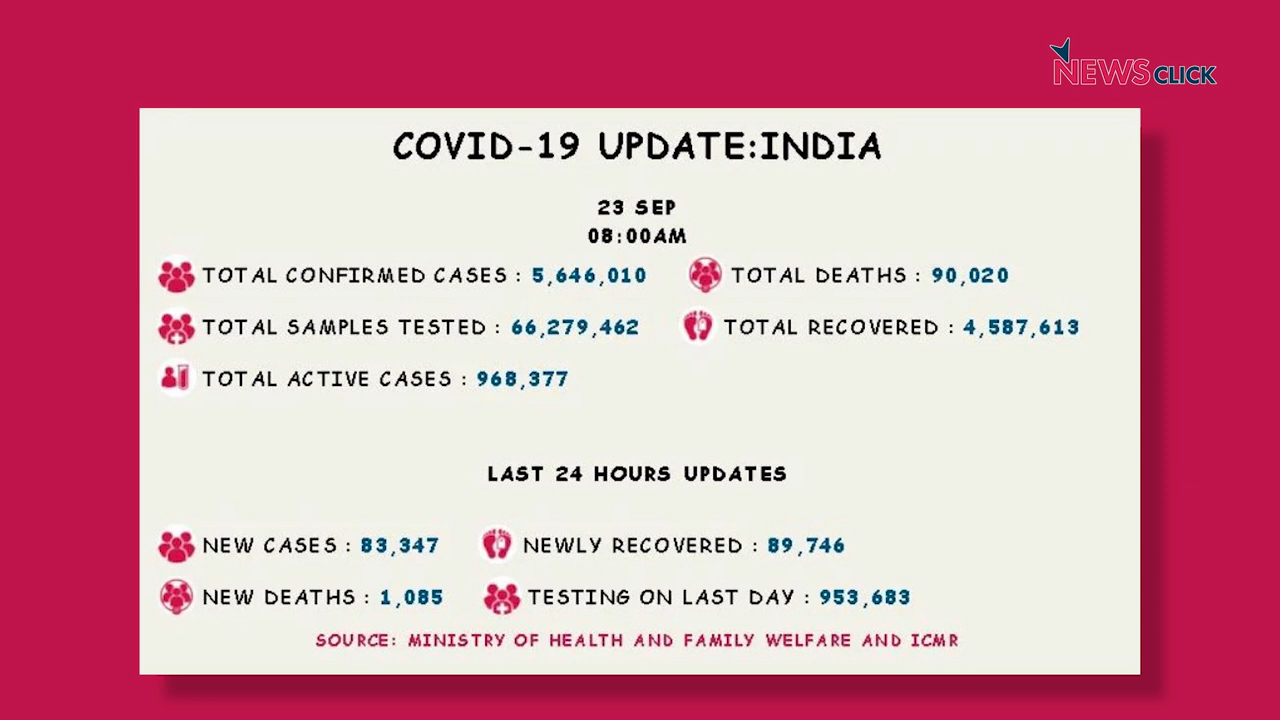 NEWSCLICK
COVID-19 UPDATE:INDIA
23 SEP
08:00AM
TOTAL CONFIRMED CASES : 5,646,010 TOTAL DEATHS : 90,020
TOTAL SAMPLES TESTED : 66,279,462 TOTAL RECOVERED : 4,587,613
TOTAL ACTIVE CASES : 968,377
LAST 24 HOURS UPDATES
NEW CASES : 83,347 NEWLY RECOVERED : 89,746
NEW DEATHS : 1,085 TESTING ON LAST DAY : 953,683
SOURCE: MINISTRY OF HEALTH AND FAMILY WELFARE AND ICMR